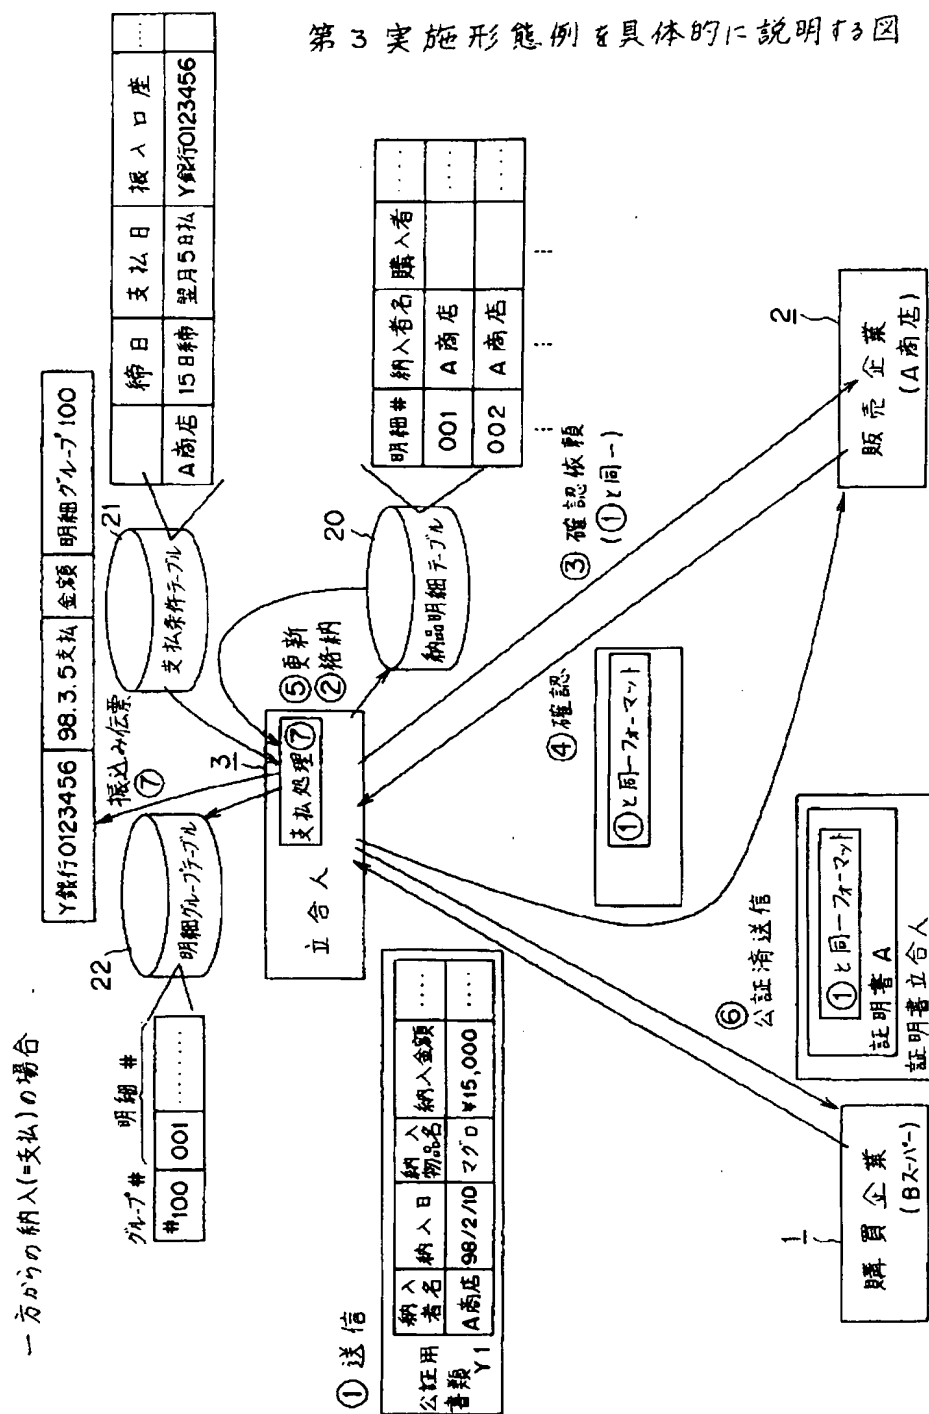 第3実施形態例を具体的に説明する図
一方からの納入(=支払)の場合
Y銀行0123456 98.3.5支払 金額 明細グループ100
振込み伝票
⑦
締日 支払日 振入口座 ....
A商店 15日締 翌月5日払 Y銀行0123456
21
支払条件テーブル
22
明細グループテーブル
グループ# 明細#
#100 001 ........
3
立合人
支払処理⑦
⑤更新
②格納
20
納品明細テーブル
明細# 納入者名 購入者 ....
001 A商店 ....
002 A商店 ....
... ... ...
①送信
公証用
書類
Y1
納入者名 納入日 納入物品名 納入金額 ....
A商店 98/2/10 マグロ ¥15,000 ....
③確認依頼
(①と同一)
④確認
①と同一フォーマット
⑥
公証済送信
①と同一フォーマット
証明書A
証明書立合人
1
購買企業
(Bスーパー)
2
販売企業
(A商店)